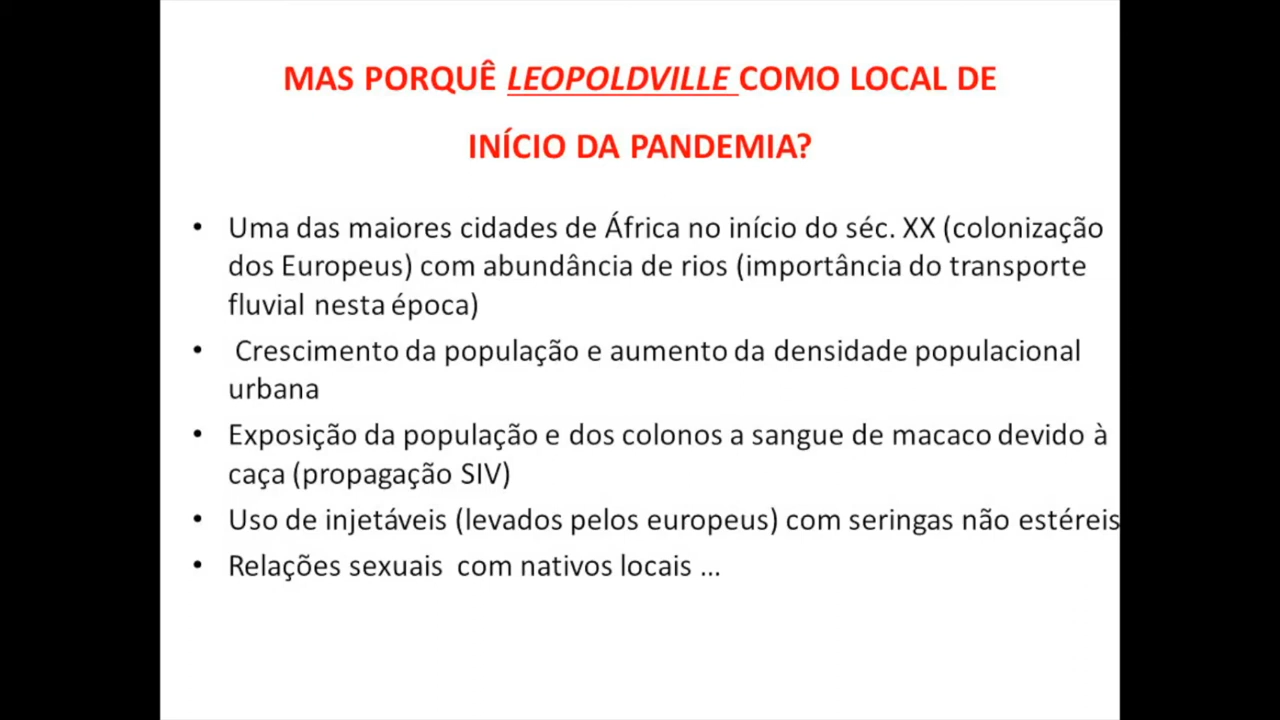 MAS PORQUÊ LEOPOLDVILLE COMO LOCAL DE
INÍCIO DA PANDEMIA?
• Uma das maiores cidades de África no início do séc. XX (colonização
dos Europeus) com abundância de rios (importância do transporte
fluvial nesta época)
• Crescimento da população e aumento da densidade populacional
urbana
• Exposição da população e dos colonos a sangue de macaco devido à
caça (propagação SIV)
• Uso de injetáveis (levados pelos europeus) com seringas não estéreis
• Relações sexuais com nativos locais ...